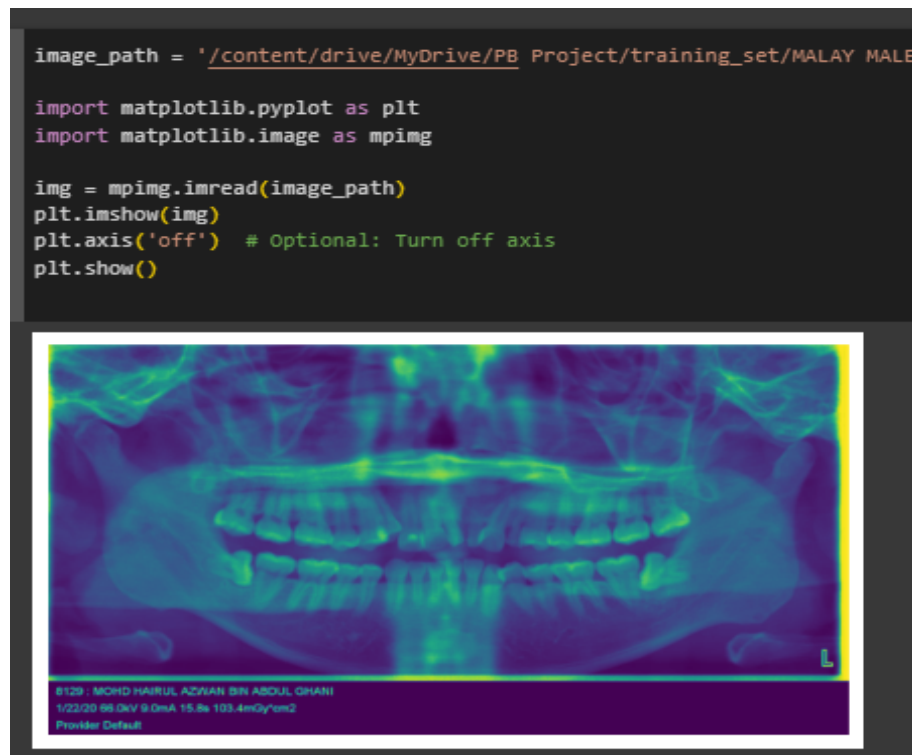 image_path = '/content/drive/MyDrive/PB Project/training_set/MALAY MALE
import matplotlib.pyplot as plt
import matplotlib.image as mpimg
img = mpimg.imread(image_path)
plt.imshow(img)
plt.axis('off')  # Optional: Turn off axis
plt.show()
L
8129 : MOHD HAIRUL AZWAN BIN ABDUL GHANI
1/22/20 66.0kV 9.0mA 15.8s 103.4mGy*cm2
Provider Default